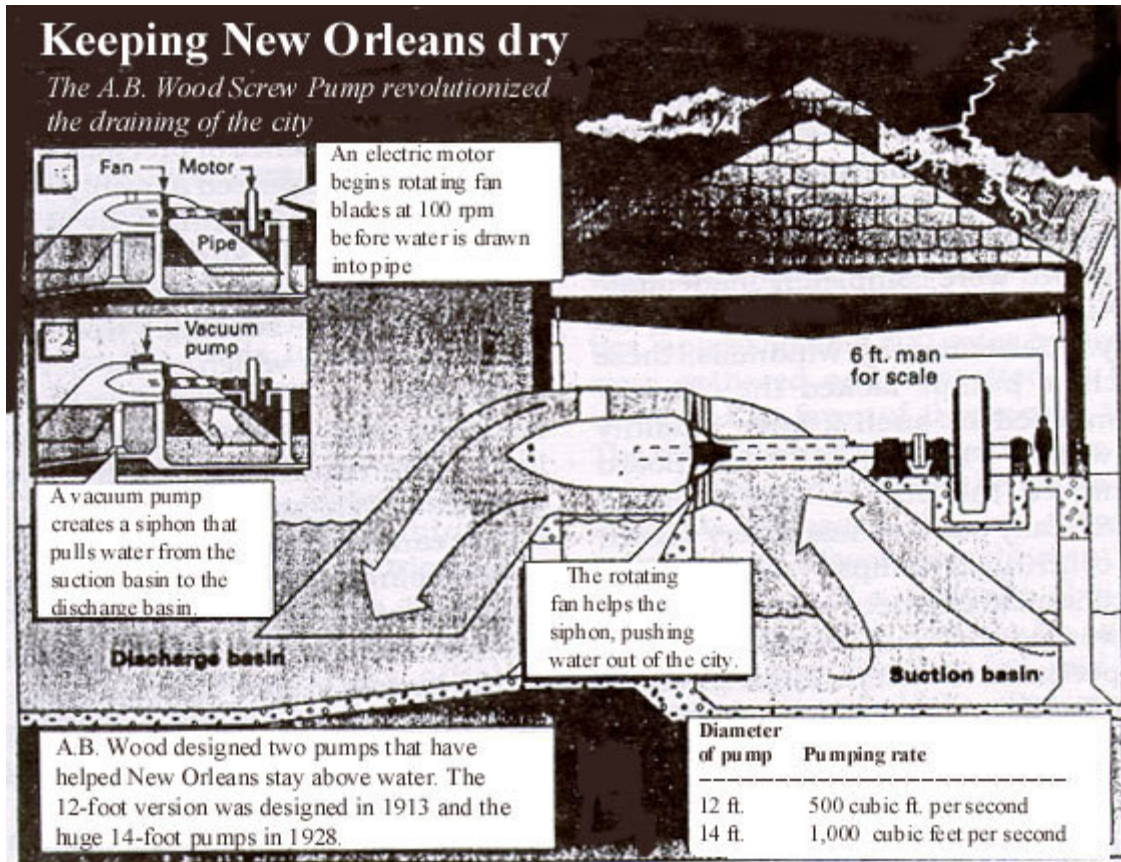 Keeping New Orleans dry
The A.B. Wood Screw Pump revolutionized
the draining of the city
Fan
Motor
Pipe
An electric motor
begins rotating fan
blades at 100 rpm
before water is drawn
into pipe
Vacuum
pump
A vacuum pump
creates a siphon that
pulls water from the
suction basin to the
discharge basin.
6 ft. man
for scale
The rotating
fan helps the
siphon, pushing
water out of the city.
Discharge basin
Suction basin
A.B. Wood designed two pumps that have
helped New Orleans stay above water. The
12-foot version was designed in 1913 and the
huge 14-foot pumps in 1928.
Diameter
of pump Pumping rate
12 ft. 500 cubic ft. per second
14 ft. 1,000 cubic feet per second